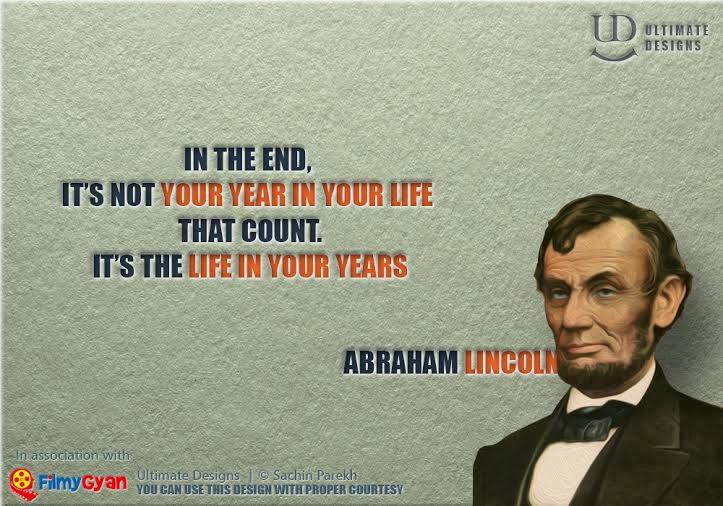 UD ULTIMATE
DESIGNS
IN THE END,
IT'S NOT YOUR YEAR IN YOUR LIFE
THAT COUNT.
IT'S THE LIFE IN YOUR YEARS
ABRAHAM LINCOLN
In association with
FilmyGyan
Ultimate Designs | © Sachin Parekh
YOU CAN USE THIS DESIGN WITH PROPER COURTESY